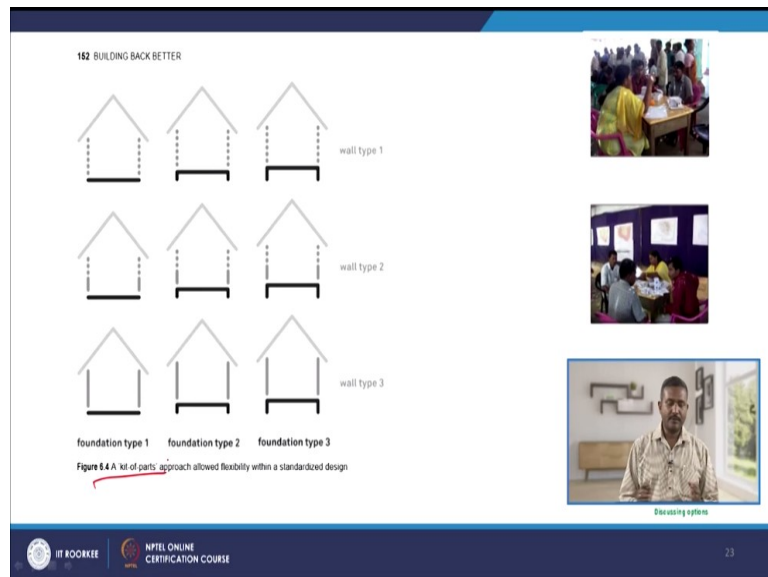 152 BUILDING BACK BETTER
wall type 1
wall type 2
wall type 3
foundation type 1 foundation type 2 foundation type 3
Figure 6.4 A 'kit-of-parts' approach allowed flexibility within a standardized design
Discussing options
IIT ROORKEE
NPTEL ONLINE
CERTIFICATION COURSE
23